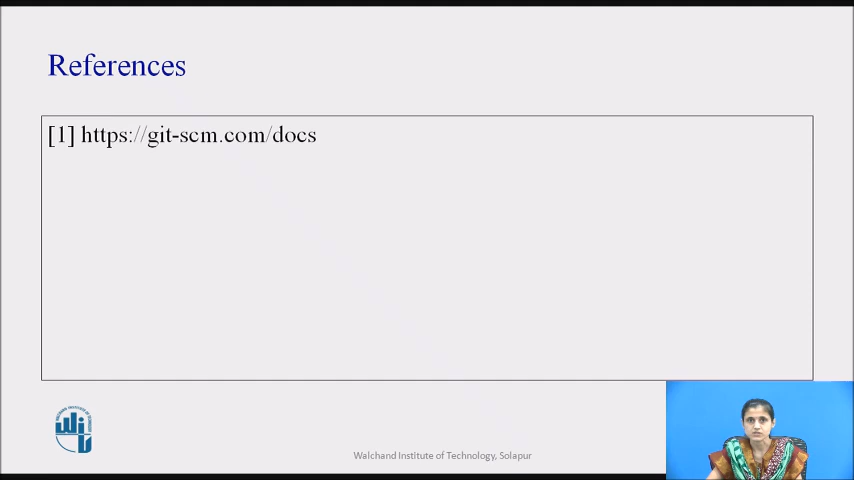 References
[1] https://git-scm.com/docs
Walchand Institute of Technology, Solapur